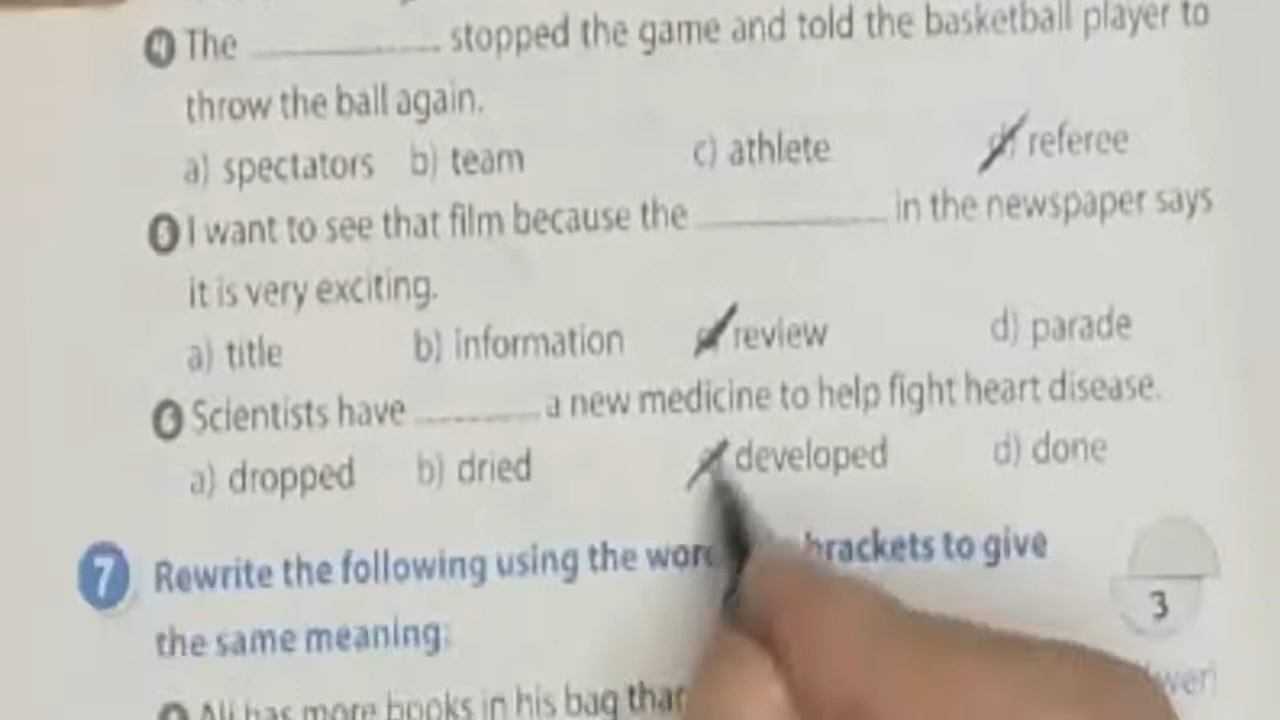 4 The ____________ stopped the game and told the basketball player to
throw the ball again.
a) spectators b) team c) athlete referee
5 I want to see that film because the ____________ in the newspaper says
it is very exciting.
a) title b) information review d) parade
6 Scientists have ________ a new medicine to help fight heart disease.
a) dropped b) dried developed d) done
7 Rewrite the following using the brackets to give
the same meaning:
3
Ali has more books in his bag